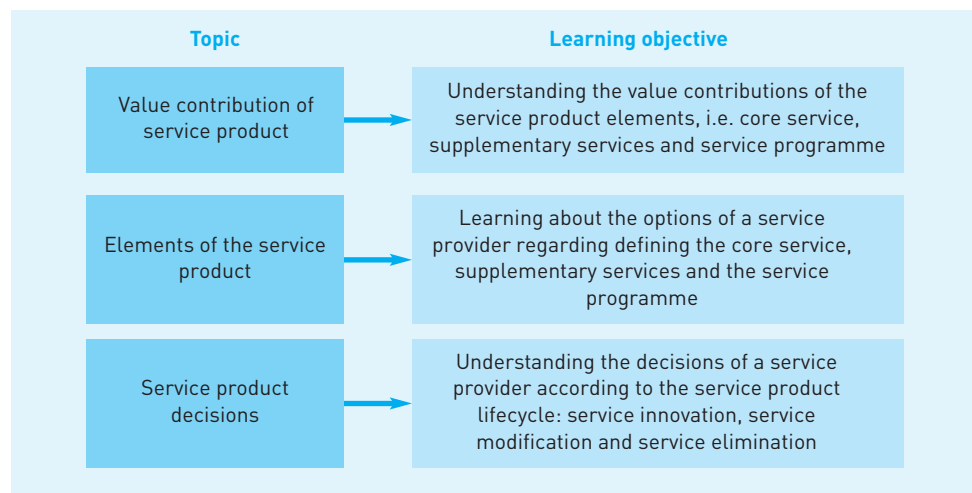 Topic
Learning objective
Value contribution of
service product
Understanding the value contributions of the
service product elements, i.e. core service,
supplementary services and service programme
Elements of the service
product
Learning about the options of a service
provider regarding defining the core service,
supplementary services and the service
programme
Service product
decisions
Understanding the decisions of a service
provider according to the service product
lifecycle: service innovation, service
modification and service elimination